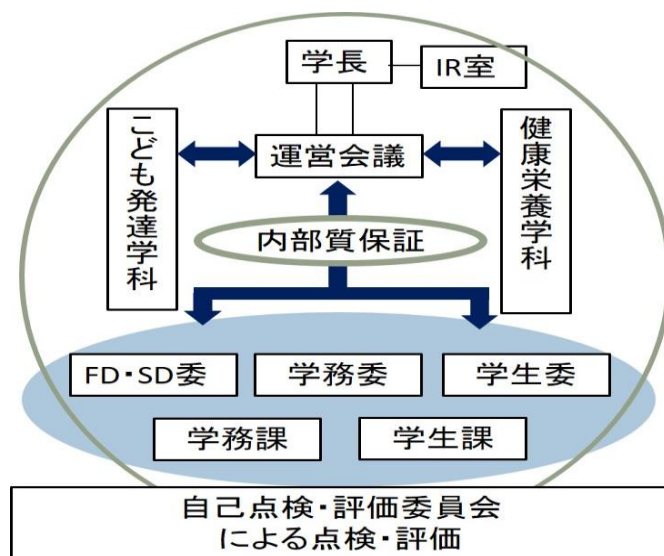 学長
IR室
こども発達学科
運営会議
健康栄養学科
内部質保証
FD・SD委
学務委
学生委
学務課
学生課
自己点検・評価委員会
による点検・評価